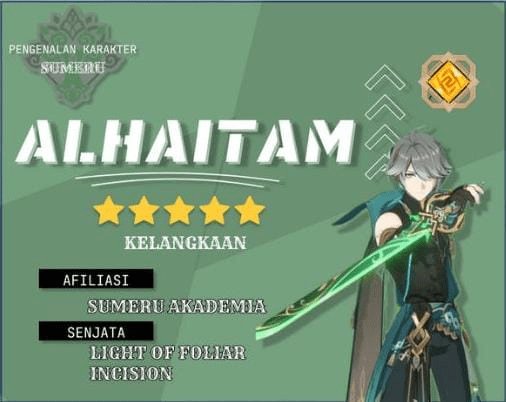 PENGENALAN KARAKTER
SUMERU
ALHAITAM
KELANGKAAN
AFILIASI
SUMERU AKADEMIA
SENJATA
LIGHT OF FOLIAR
INCISION